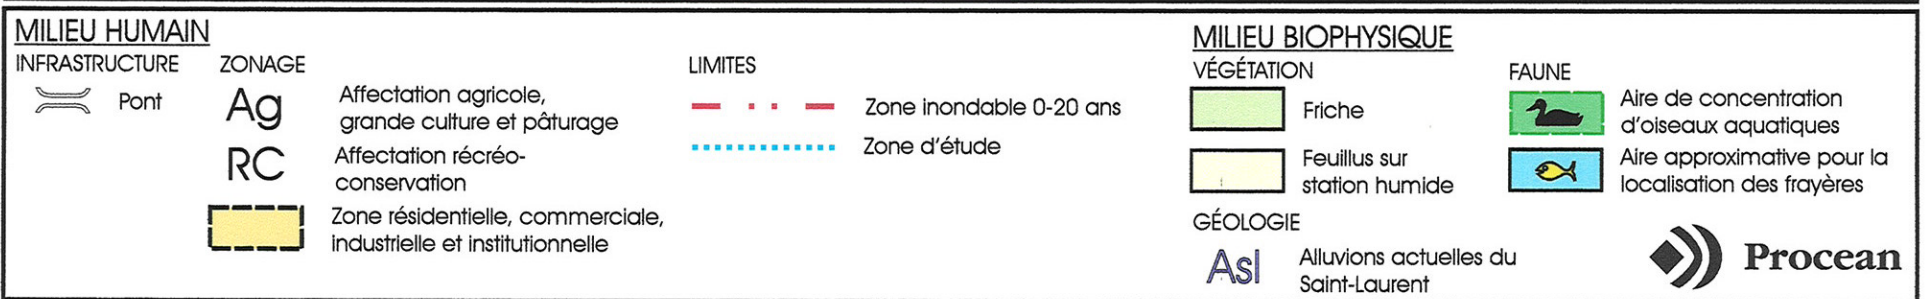 MILIEU HUMAIN
INFRASTRUCTURE
Pont
ZONAGE
Ag
Affectation agricole,
grande culture et pâturage
RC
Affectation récréo-
conservation
Zone résidentielle, commerciale,
industrielle et institutionnelle
LIMITES
Zone inondable 0-20 ans
Zone d'étude
MILIEU BIOPHYSIQUE
VÉGÉTATION
Friche
Feuillus sur
station humide
GÉOLOGIE
Asl
Alluvions actuelles du
Saint-Laurent
FAUNE
Aire de concentration
d'oiseaux aquatiques
Aire approximative pour la
localisation des frayères
Procean